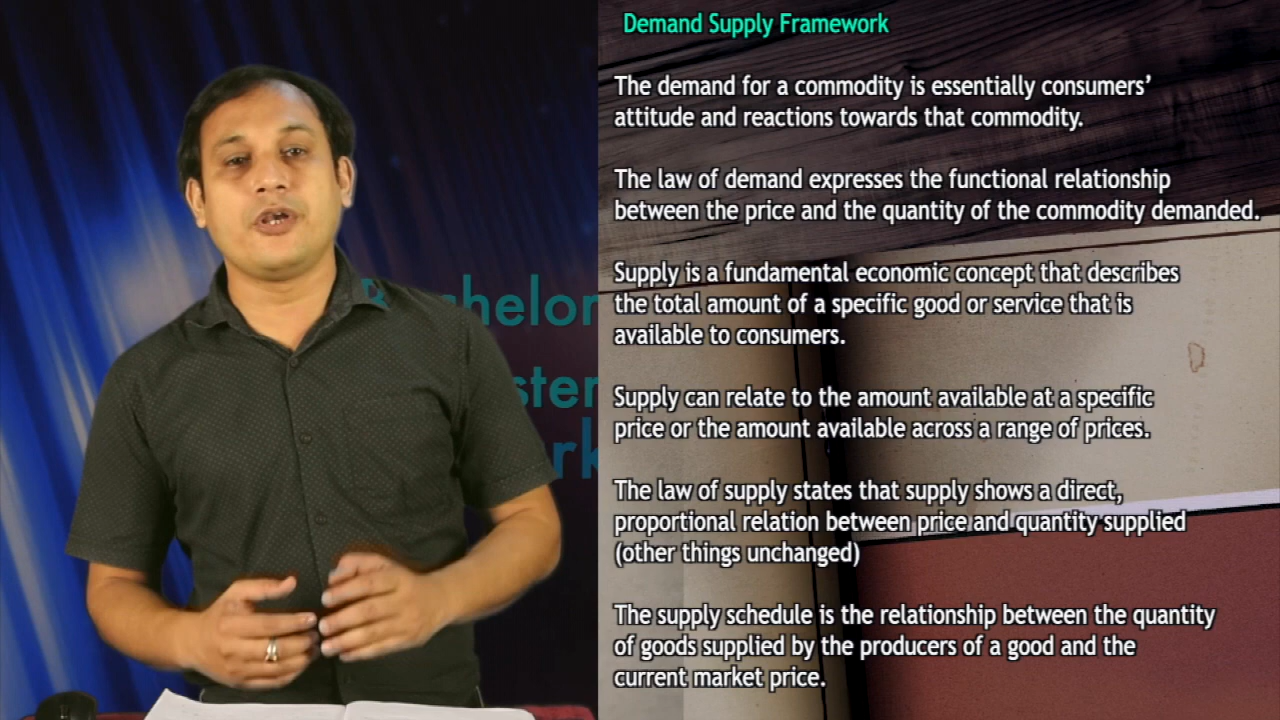 Demand Supply Framework
The demand for a commodity is essentially consumers'
attitude and reactions towards that commodity.
The law of demand expresses the functional relationship
between the price and the quantity of the commodity demanded.
Supply is a fundamental economic concept that describes
the total amount of a specific good or service that is
available to consumers.
Supply can relate to the amount available at a specific
price or the amount available across a range of prices.
The law of supply states that supply shows a direct,
proportional relation between price and quantity supplied
(other things unchanged)
The supply schedule is the relationship between the quantity
of goods supplied by the producers of a good and the
current market price.